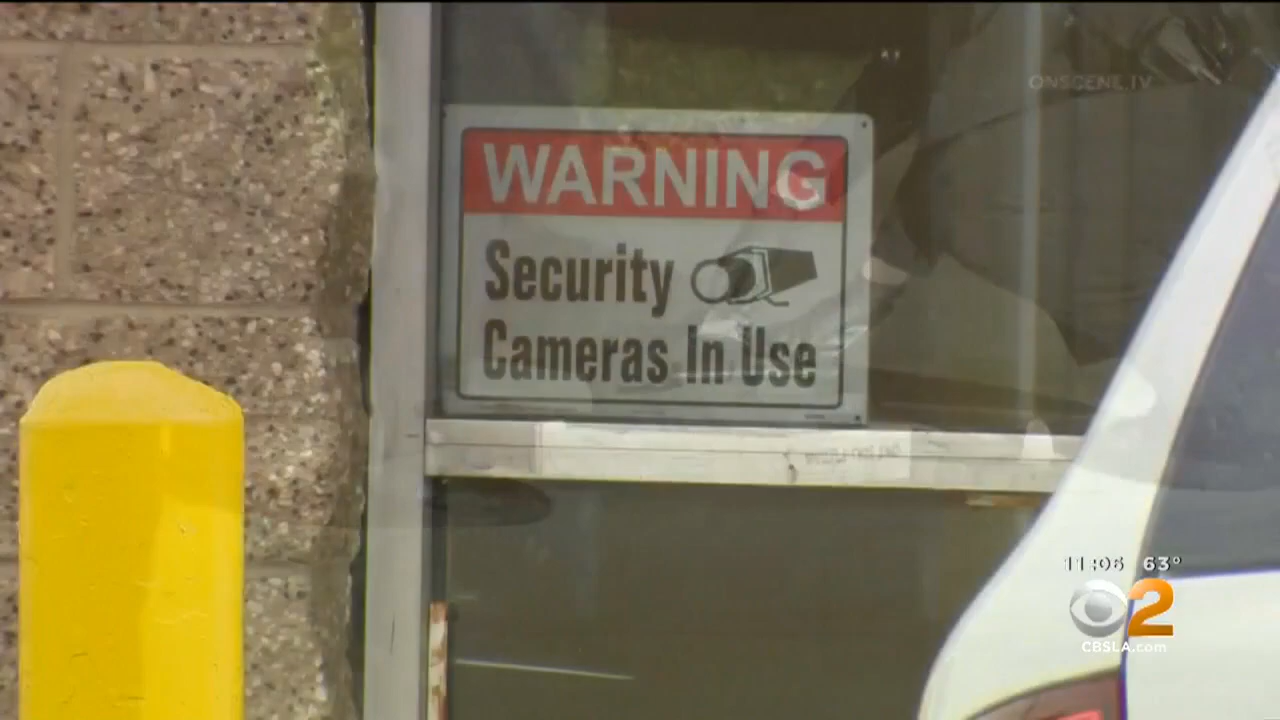 ONSCENE.TV
WARNING
Security
Cameras In Use
11:06 63°
2
CBSLA.com